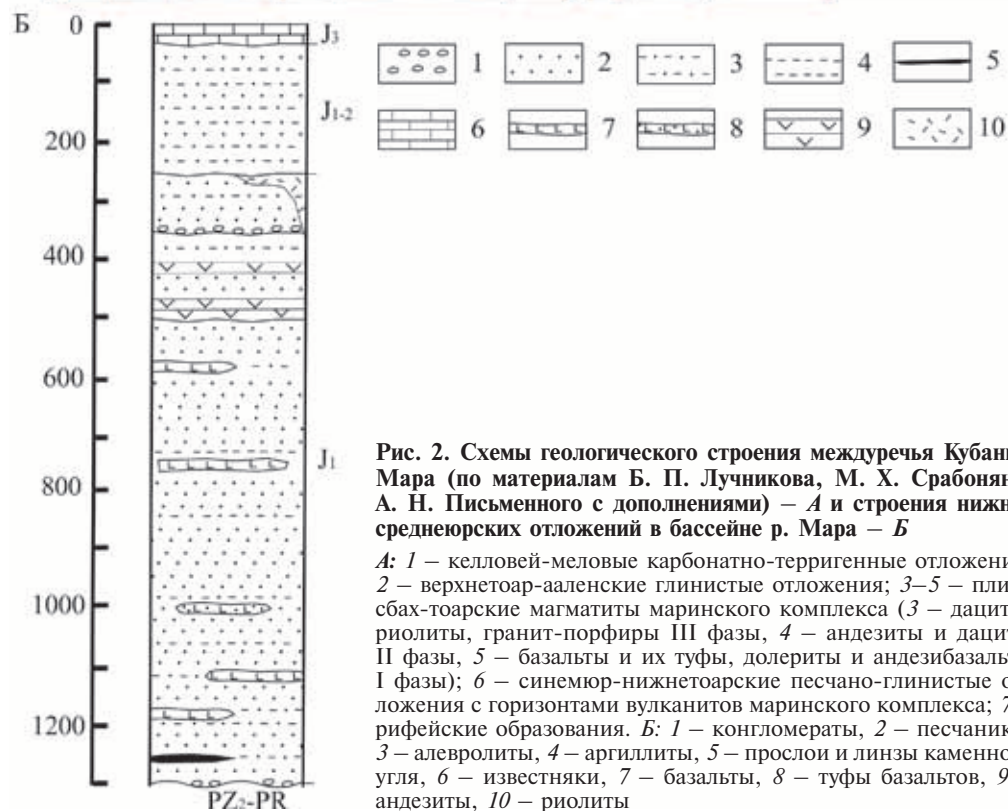 Б
0
200
400
600
800
1000
1200
J₃
J₁₋₂
J₁
PZ₂-PR
1 2 3 4 5
6 7 8 9 10
Рис. 2. Схемы геологического строения междуречья Кубани
Мара (по материалам Б. П. Лучникова, М. Х. Срабонян
А. Н. Письменного с дополнениями) – А и строения нижн
среднеюрских отложений в бассейне р. Мара – Б
А: 1 – келловей-меловые карбонатно-терригенные отложени
2 – верхнетоар-ааленские глинистые отложения; 3–5 – пли
сбах-тоарские магматиты маринского комплекса (3 – дацит
риолиты, гранит-порфиры III фазы, 4 – андезиты и дацит
II фазы, 5 – базальты и их туфы, долериты и андезибазальт
I фазы); 6 – синемюр-нижнетоарские песчано-глинистые о
ложения с горизонтами вулканитов маринского комплекса; 7
рифейские образования. Б: 1 – конгломераты, 2 – песчаник
3 – алевролиты, 4 – аргиллиты, 5 – прослои и линзы каменно
угля, 6 – известняки, 7 – базальты, 8 – туфы базальтов, 9
андезиты, 10 – риолиты